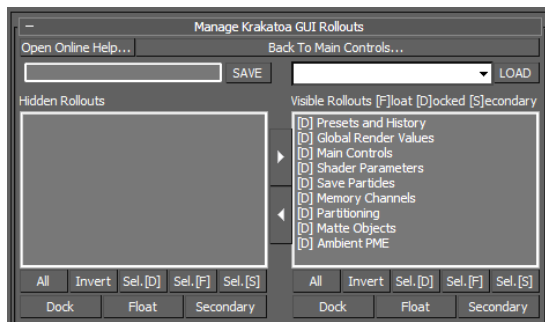 Manage Krakatoa GUI Rollouts
Open Online Help... Back To Main Controls...
SAVE LOAD
Hidden Rollouts Visible Rollouts [F]loat [D]ocked [S]econdary
[D] Presets and History
[D] Global Render Values
[D] Main Controls
[D] Shader Parameters
[D] Save Particles
[D] Memory Channels
[D] Partitioning
[D] Matte Objects
[D] Ambient PME
All Invert Sel.[D] Sel.[F] Sel.[S] All Invert Sel.[D] Sel.[F] Sel.[S]
Dock Float Secondary Dock Float Secondary